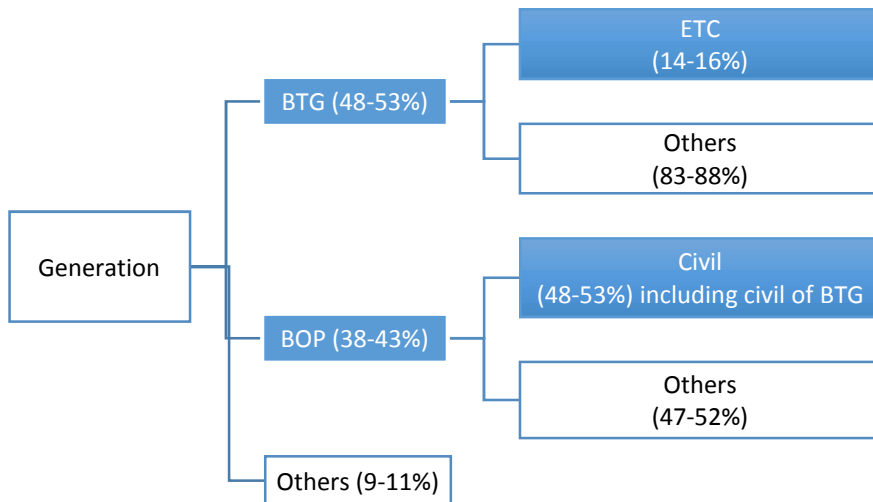 Generation
BTG (48-53%)
ETC
(14-16%)
Others
(83-88%)
BOP (38-43%)
Civil
(48-53%) including civil of BTG
Others
(47-52%)
Others (9-11%)